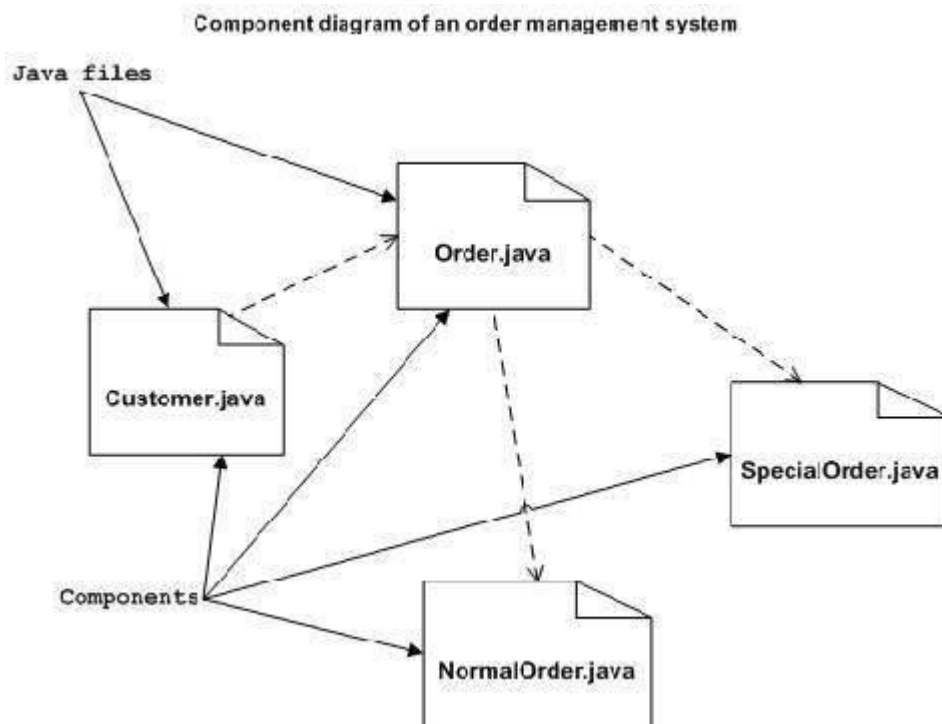 Component diagram of an order management system
Java files
Order.java
Customer.java
SpecialOrder.java
Components
NormalOrder.java